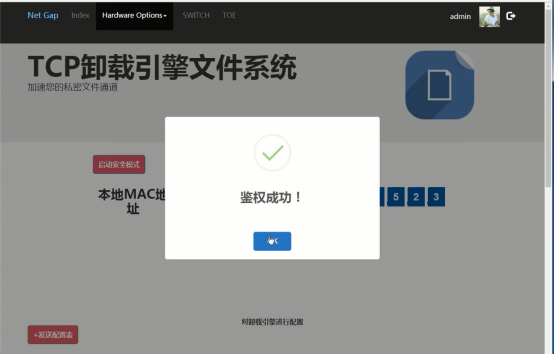 Net Gap Index Hardware Options SWITCH TOE admin
TCP卸载引擎文件系统
加速您的私密文件通道
启动安全模式
鉴权成功！
本地MAC地
址
5 2 3
对卸载引擎进行配置
+发送配置表